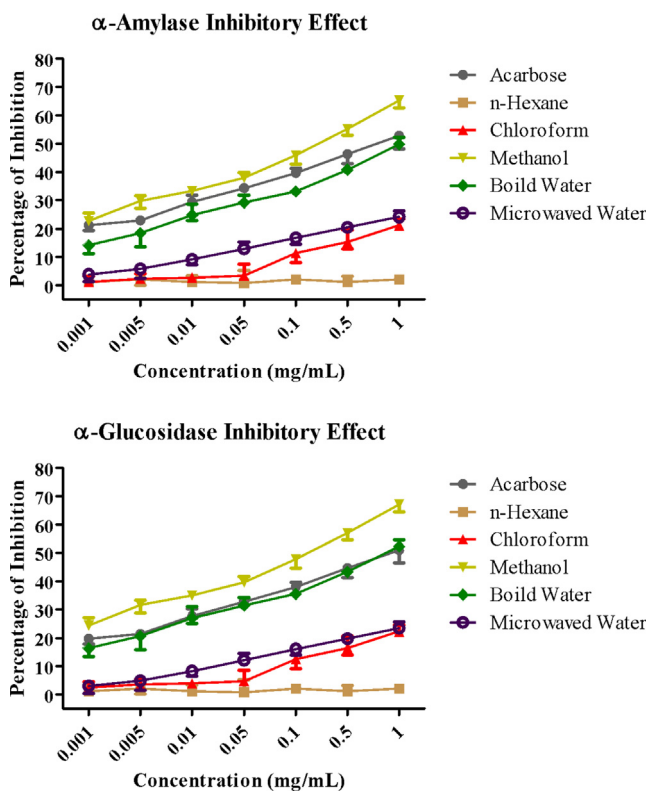 α-Amylase Inhibitory Effect
80
70
60
50
40
30
20
10
0
Percentage of Inhibition
0.001
0.005
0.01
0.05
0.1
0.5
1
Concentration (mg/mL)
Acarbose
n-Hexane
Chloroform
Methanol
Boild Water
Microwaved Water
α-Glucosidase Inhibitory Effect
80
70
60
50
40
30
20
10
0
Percentage of Inhibition
0.001
0.005
0.01
0.05
0.1
0.5
1
Concentration (mg/mL)
Acarbose
n-Hexane
Chloroform
Methanol
Boild Water
Microwaved Water